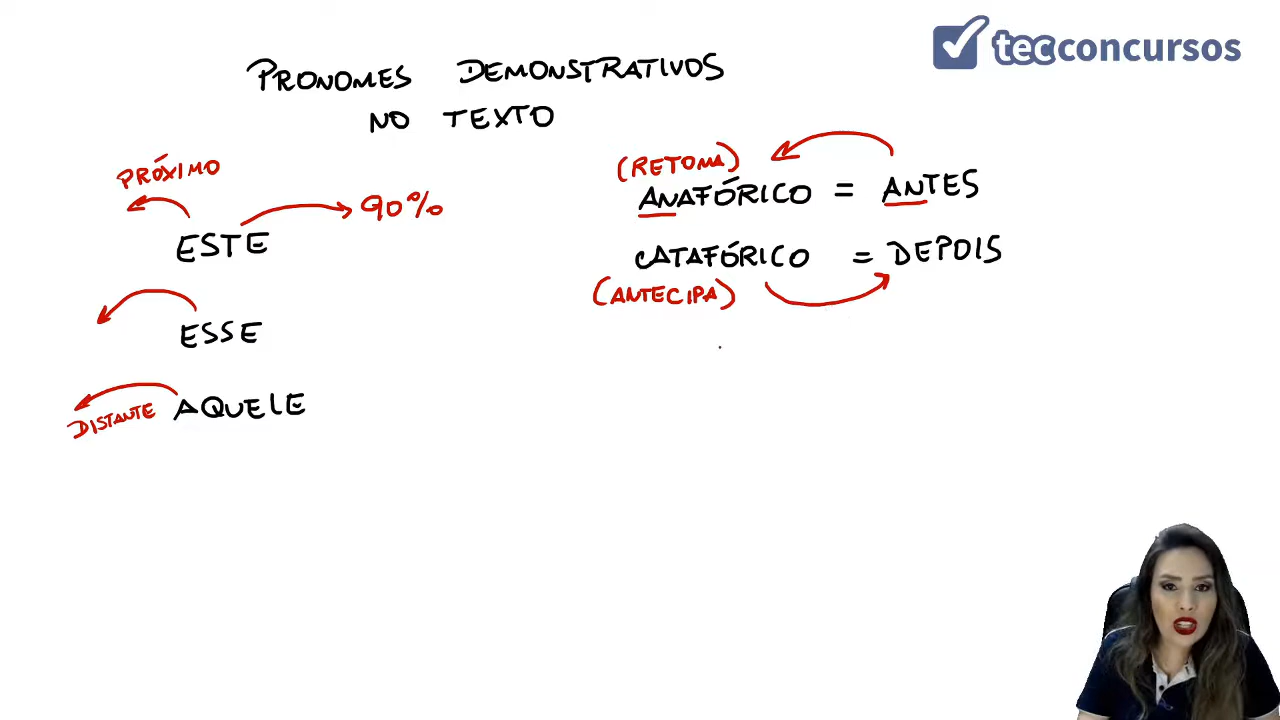 tecconcursos
PRONOMES DEMONSTRATIVOS
NO TEXTO
PRÓXIMO
90%
ESTE
ESSE
DISTANTE AQUELE
(RETOMA)
ANAFÓRICO = ANTES
CATAFÓRICO = DEPOIS
(ANTECIPA)